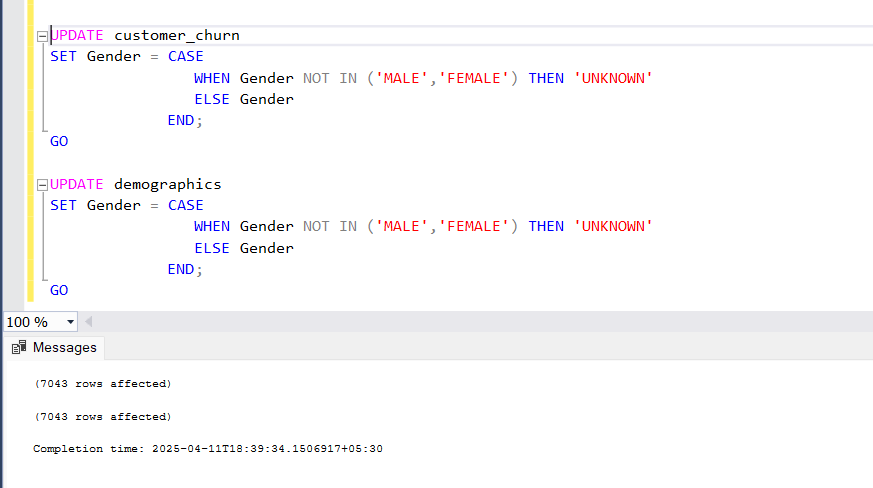 UPDATE customer_churn
SET Gender = CASE
WHEN Gender NOT IN ('MALE','FEMALE') THEN 'UNKNOWN'
ELSE Gender
END;
GO
UPDATE demographics
SET Gender = CASE
WHEN Gender NOT IN ('MALE','FEMALE') THEN 'UNKNOWN'
ELSE Gender
END;
GO
100 %
Messages
(7043 rows affected)
(7043 rows affected)
Completion time: 2025-04-11T18:39:34.1506917+05:30